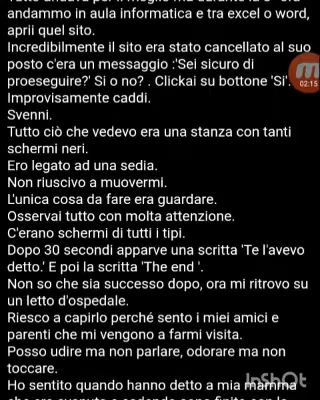 andammo in aula informatica e tra excel o word,
aprii quel sito.
Incredibilmente il sito era stato cancellato al suo
posto c'era un messaggio :'Sei sicuro di
proeseguire?' Si o no? . Clickai su bottone 'Si'.
02:15
Improvisamente caddi.
Svenni.
Tutto ciò che vedevo era una stanza con tanti
schermi neri.
Ero legato ad una sedia.
Non riuscivo a muovermi.
L'unica cosa da fare era guardare.
Osservai tutto con molta attenzione.
C'erano schermi di tutti i tipi.
Dopo 30 secondi apparve una scritta 'Te l'avevo
detto.' E poi la scritta 'The end '.
Non so che sia successo dopo, ora mi ritrovo su
un letto d'ospedale.
Riesco a capirlo perché sento i miei amici e
parenti che mi vengono a farmi visita.
Posso udire ma non parlare, odorare ma non
toccare.
InShOt
Ho sentito quando hanno detto a mia mamma